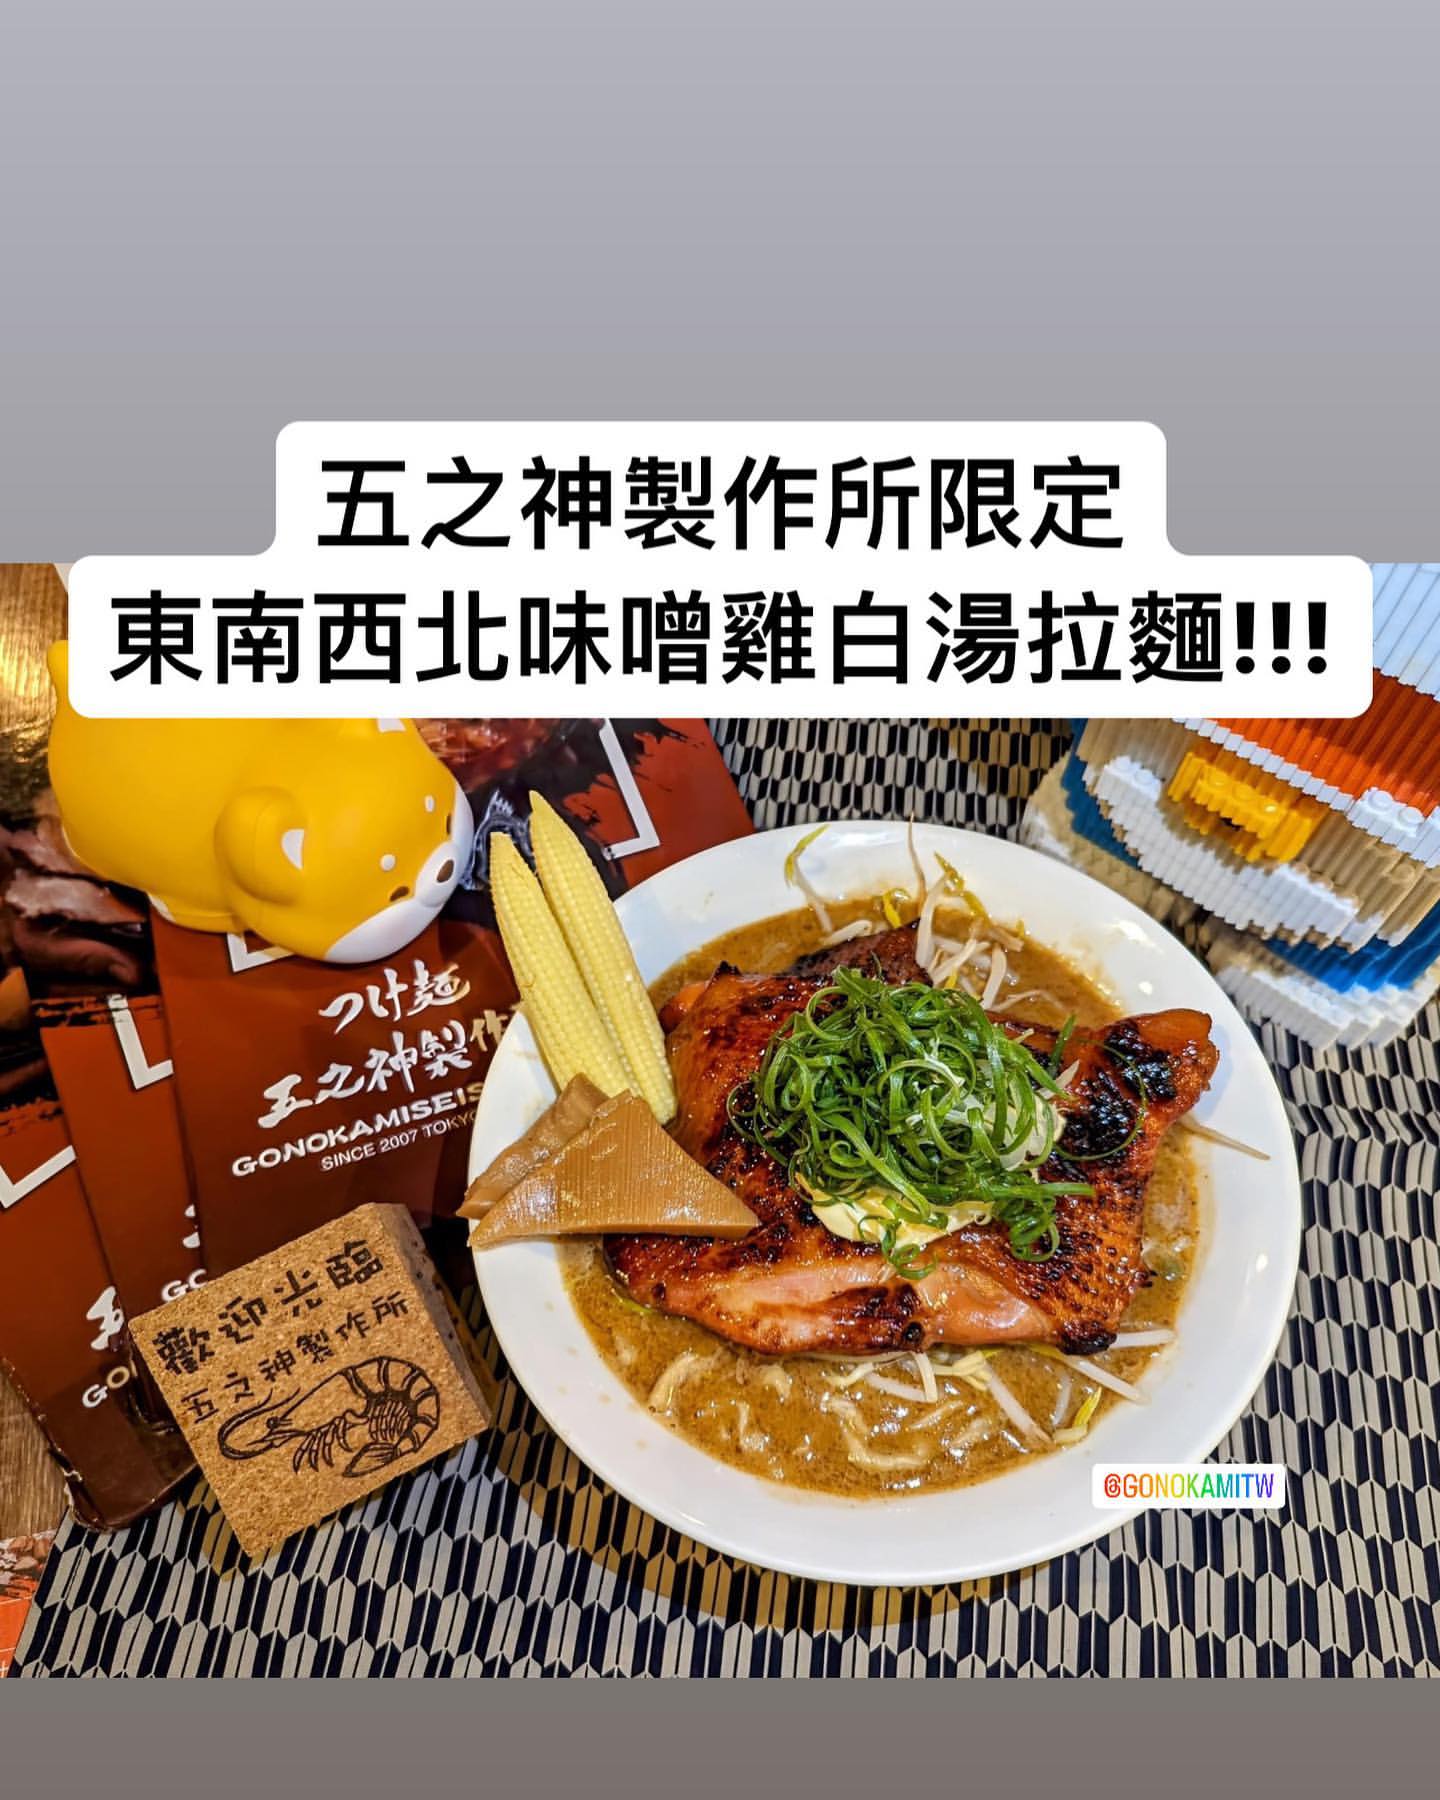 五之神製作所限定
東南西北味噌雞白湯拉麵!!!
つけ麺
五之神製作
GONOKAMISEIS
SINCE 2007 TOKYO
歡迎光臨
五之神製作所
@GONOKAMITW